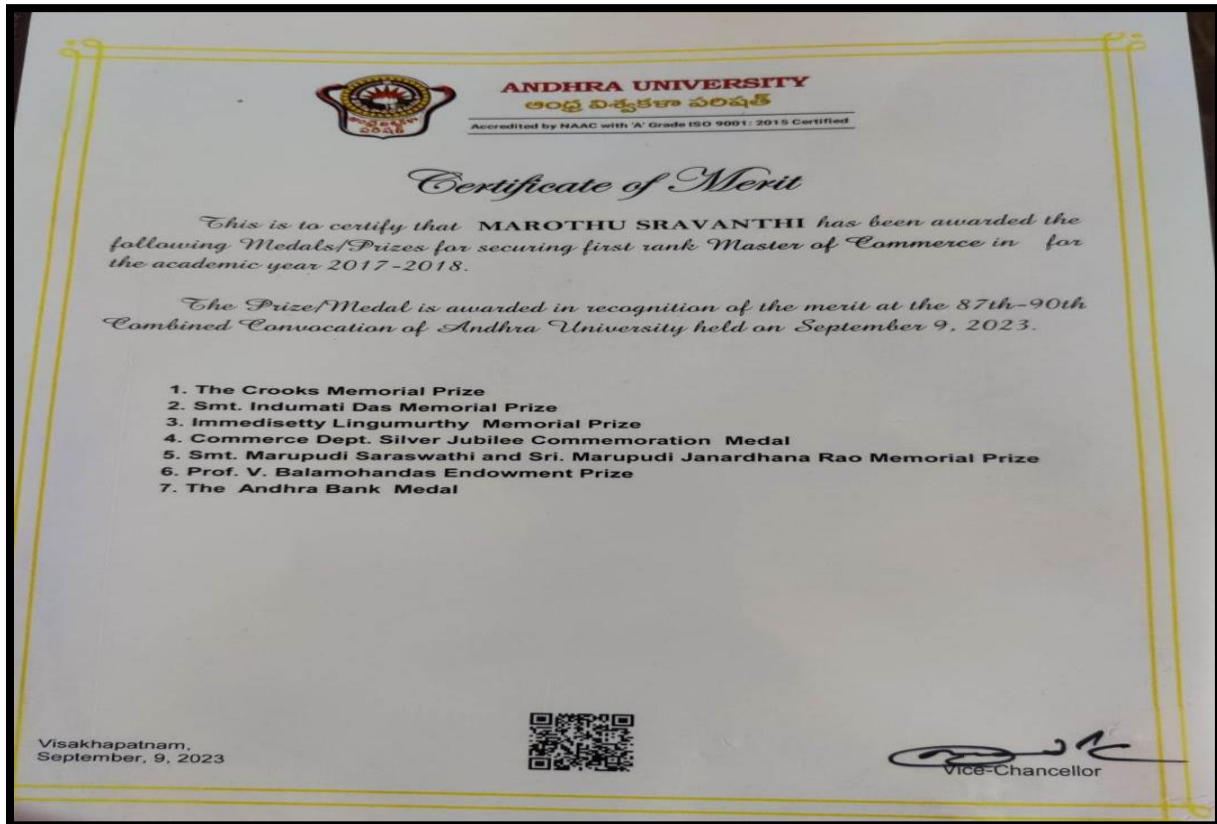 ANDHRA UNIVERSITY
ఆంధ్ర విశ్వకళా పరిషత్
Accredited by NAAC with 'A' Grade ISO 9001: 2015 Certified
Certificate of Merit
This is to certify that MAROTHU SRAVANTHI has been awarded the
following Medals/Prizes for securing first rank Master of Commerce in for
the academic year 2017-2018.
The Prize/Medal is awarded in recognition of the merit at the 87th-90th
Combined Convocation of Andhra University held on September 9, 2023.
1. The Crooks Memorial Prize
2. Smt. Indumati Das Memorial Prize
3. Immedisetty Lingumurthy Memorial Prize
4. Commerce Dept. Silver Jubilee Commemoration Medal
5. Smt. Marupudi Saraswathi and Sri. Marupudi Janardhana Rao Memorial Prize
6. Prof. V. Balamohandas Endowment Prize
7. The Andhra Bank Medal
Visakhapatnam,
September, 9, 2023
Vice-Chancellor